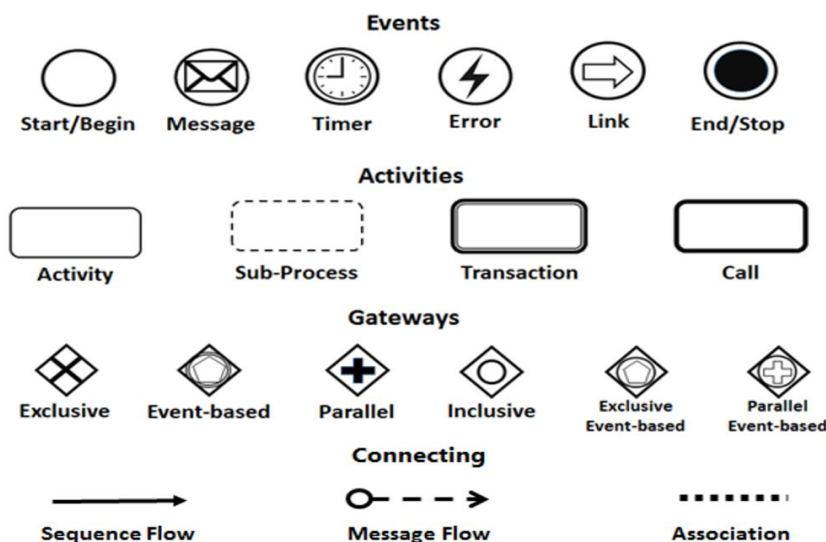 Events
Start/Begin Message Timer Error Link End/Stop
Activities
Activity Sub-Process Transaction Call
Gateways
Exclusive Event-based Parallel Inclusive Exclusive Event-based Parallel Event-based
Connecting
Sequence Flow Message Flow Association